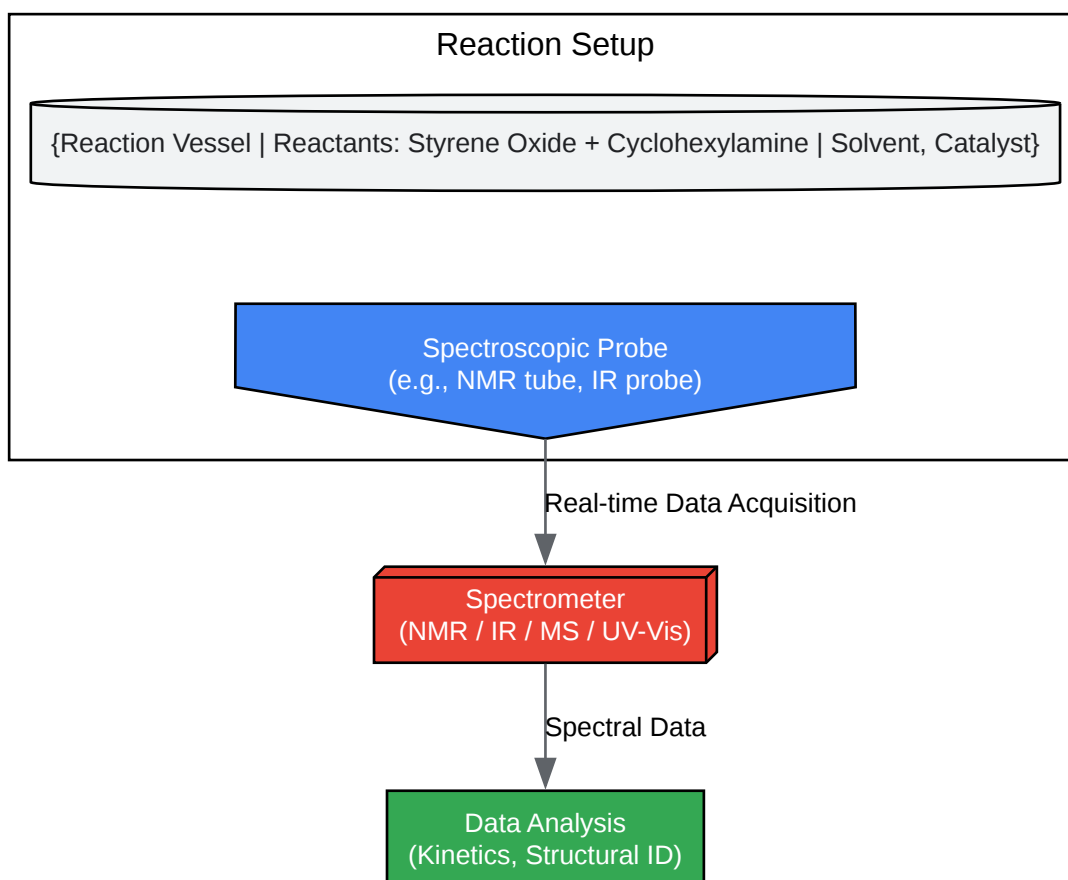 Reaction Setup
{Reaction Vessel | Reactants: Styrene Oxide + Cyclohexylamine | Solvent, Catalyst}
Spectroscopic Probe
(e.g., NMR tube, IR probe)
Real-time Data Acquisition
Spectrometer
(NMR / IR / MS / UV-Vis)
Spectral Data
Data Analysis
(Kinetics, Structural ID)